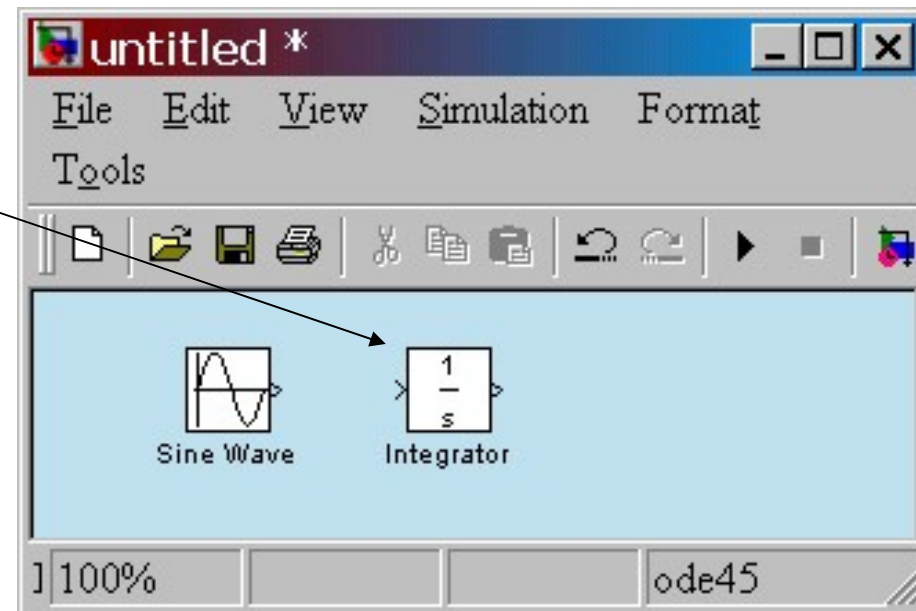 untitled *
File Edit View Simulation Format
Tools
1
s
Sine Wave
Integrator
100%
ode45